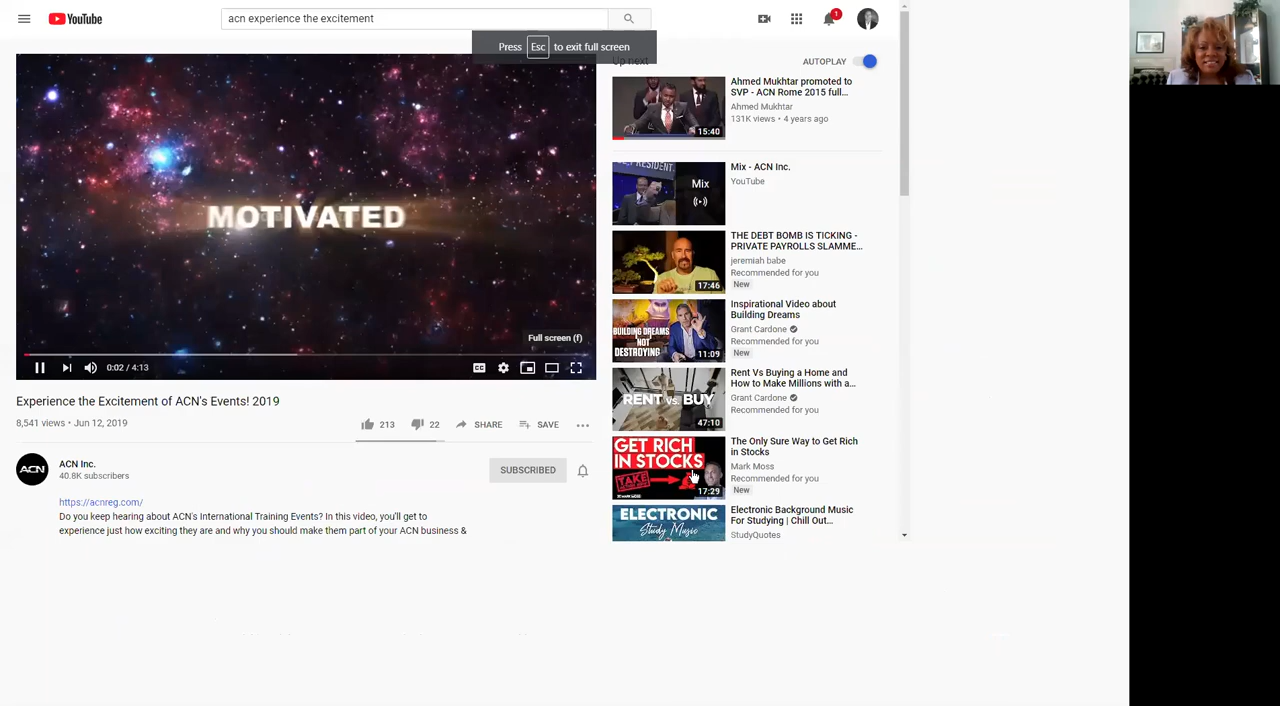 YouTube
acn experience the excitement
1
Press Esc to exit full screen
Up next
AUTOPLAY
MOTIVATED
Full screen (f)
0:02 / 4:13
CC
Experience the Excitement of ACN's Events! 2019
8,541 views • Jun 12, 2019
213
22
SHARE
SAVE
ACN
ACN Inc.
40.8K subscribers
SUBSCRIBED
https://acnreg.com/
Do you keep hearing about ACN's International Training Events? In this video, you'll get to
experience just how exciting they are and why you should make them part of your ACN business &
15:40
Ahmed Mukhtar promoted to
SVP - ACN Rome 2015 full...
Ahmed Mukhtar
131K views • 4 years ago
Mix
Mix - ACN Inc.
YouTube
17:46
THE DEBT BOMB IS TICKING -
PRIVATE PAYROLLS SLAMME...
jeremiah babe
Recommended for you
New
BUILDING DREAMS
NOT
DESTROYING
11:09
Inspirational Video about
Building Dreams
Grant Cardone
Recommended for you
New
RENT VS. BUY
47:10
Rent Vs Buying a Home and
How to Make Millions with a...
Grant Cardone
Recommended for you
GET RICH
IN STOCKS
TAKE
17:29
The Only Sure Way to Get Rich
in Stocks
Mark Moss
Recommended for you
New
ELECTRONIC
Study Music
Electronic Background Music
For Studying | Chill Out...
StudyQuotes